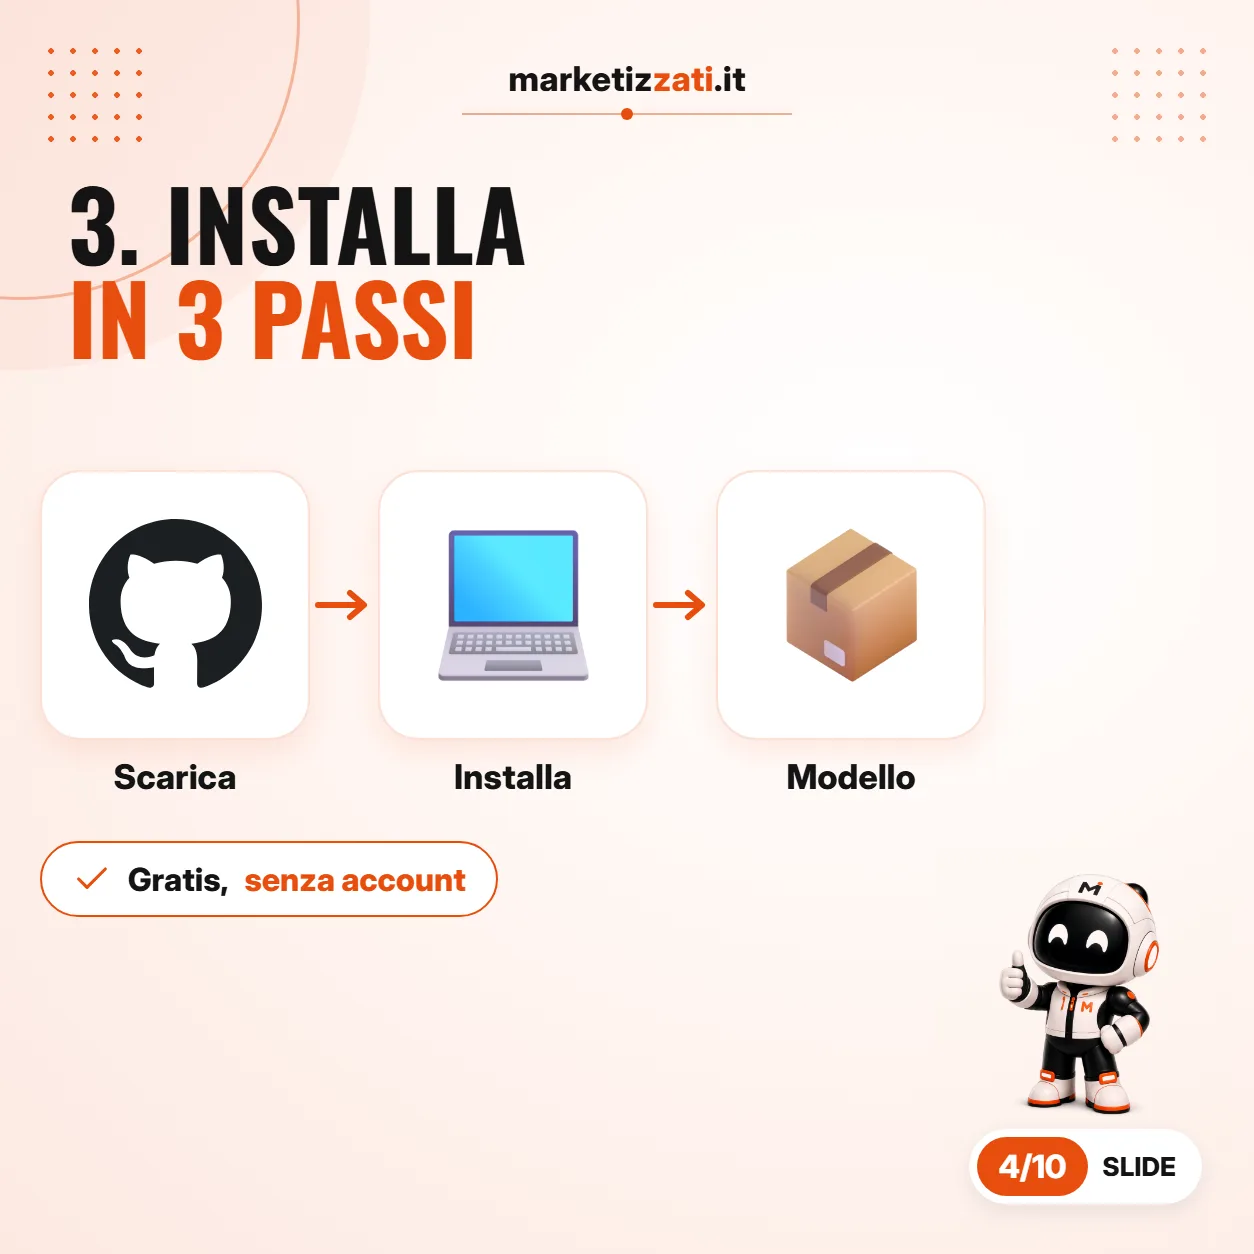 marketizzati.it
3. INSTALLA
IN 3 PASSI
Scarica
Installa
Modello
Gratis, senza account
M
M
4/10 SLIDE